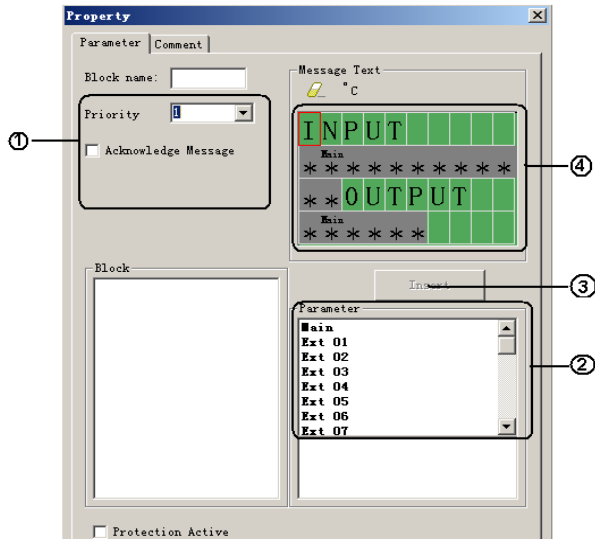 Property
Parameter Comment
Block name:
Priority 1
Acknowledge Message
①
Message Text
°C
INPUT
Main
**********
**OUTPUT
Main
******
④
Block
Insert
③
Parameter
Main
Ext 01
Ext 02
Ext 03
Ext 04
Ext 05
Ext 06
Ext 07
②
Protection Active